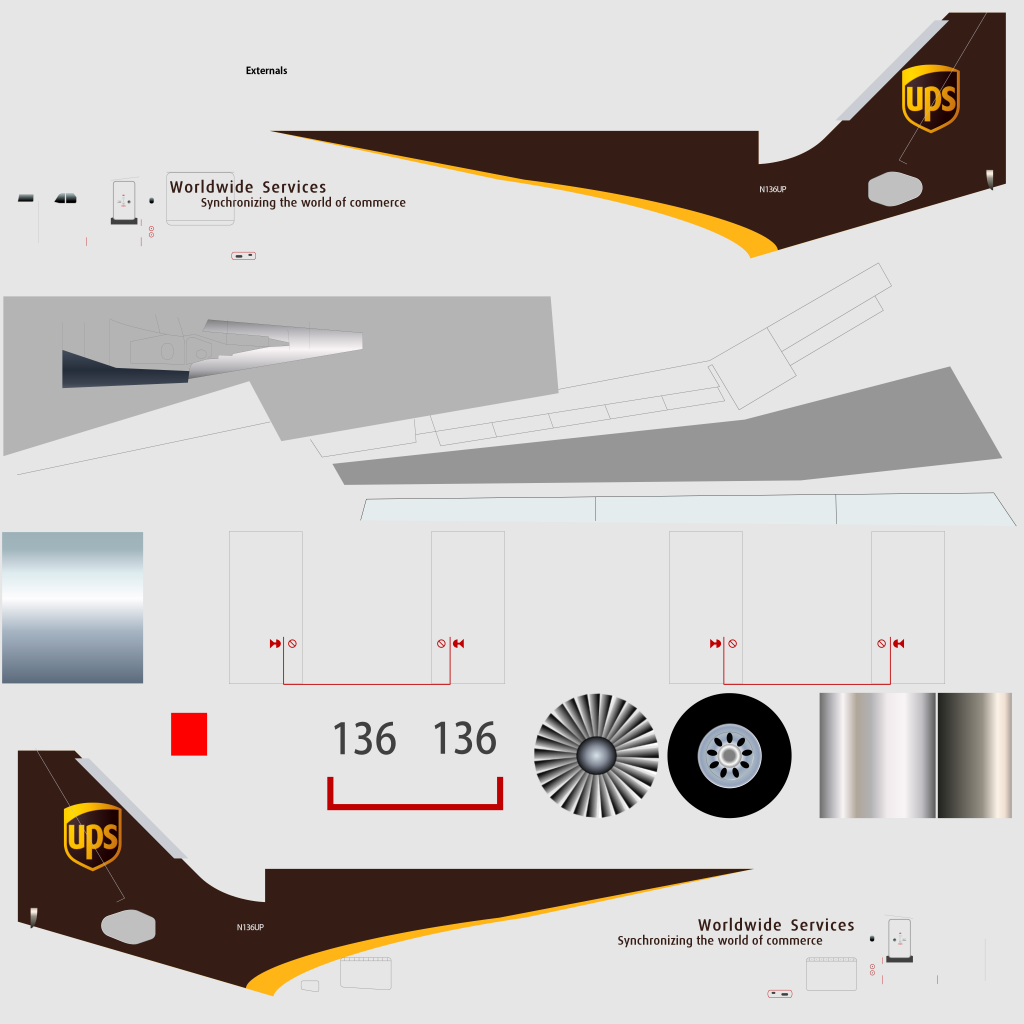 Externals
ups
Worldwide Services
Synchronizing the world of commerce
N136UP
136 136
ups
N136UP
Worldwide Services
Synchronizing the world of commerce